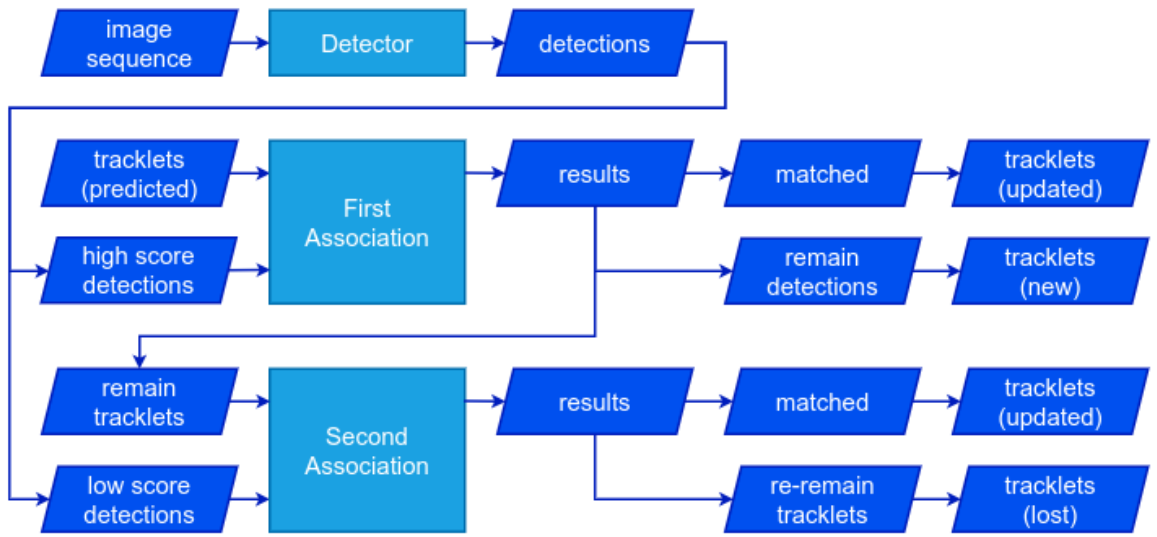 image
sequence
Detector
detections
tracklets
(predicted)
First
Association
results
matched
tracklets
(updated)
high score
detections
remain
detections
tracklets
(new)
remain
tracklets
Second
Association
results
matched
tracklets
(updated)
low score
detections
re-remain
tracklets
tracklets
(lost)